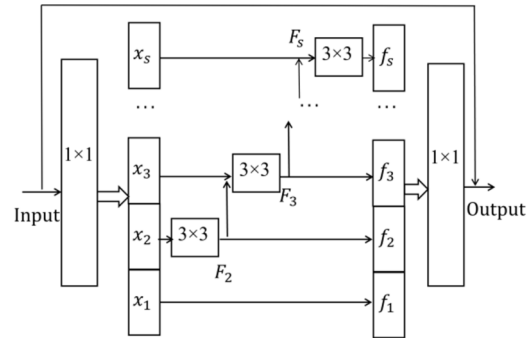 x_s F_s 3×3 f_s
… … …
1×1 x_3 3×3 F_3 f_3 1×1
Input x_2 3×3 F_2 f_2 Output
x_1 f_1